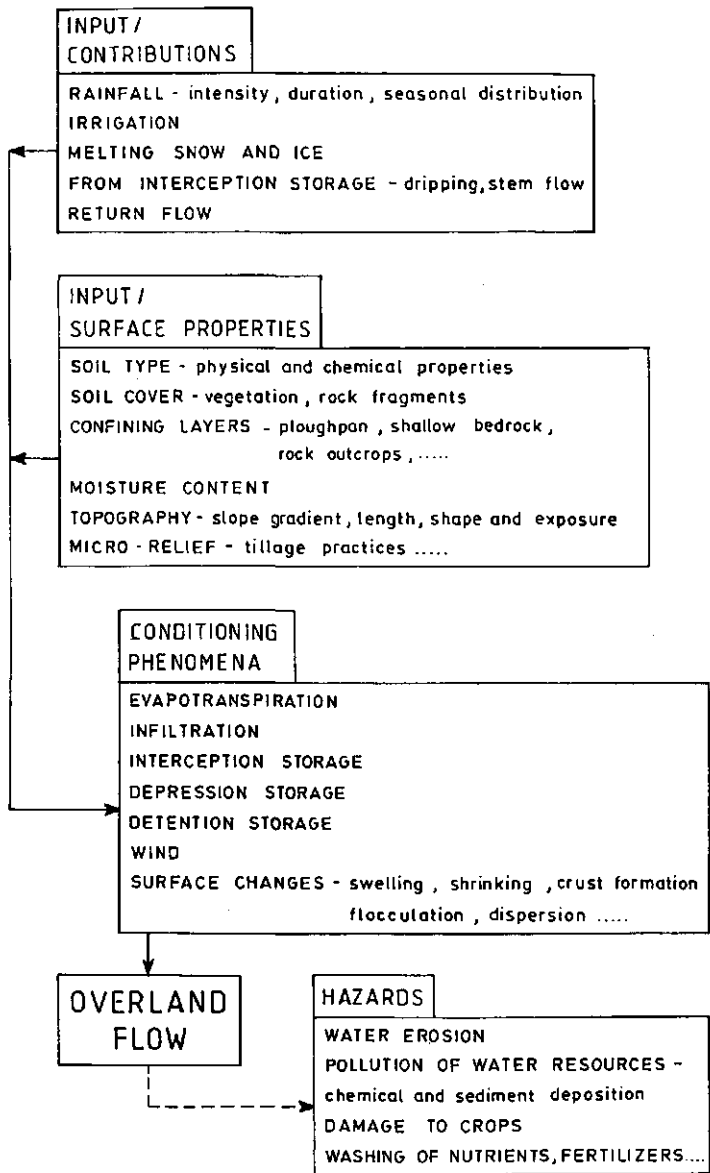 INPUT/
CONTRIBUTIONS
RAINFALL - intensity, duration, seasonal distribution
IRRIGATION
MELTING SNOW AND ICE
FROM INTERCEPTION STORAGE - dripping, stem flow
RETURN FLOW
INPUT/
SURFACE PROPERTIES
SOIL TYPE - physical and chemical properties
SOIL COVER - vegetation, rock fragments
CONFINING LAYERS - ploughpan, shallow bedrock,
rock outcrops, .....
MOISTURE CONTENT
TOPOGRAPHY - slope gradient, length, shape and exposure
MICRO-RELIEF - tillage practices .....
CONDITIONING
PHENOMENA
EVAPOTRANSPIRATION
INFILTRATION
INTERCEPTION STORAGE
DEPRESSION STORAGE
DETENTION STORAGE
WIND
SURFACE CHANGES - swelling, shrinking, crust formation
flocculation, dispersion .....
OVERLAND
FLOW
HAZARDS
WATER EROSION
POLLUTION OF WATER RESOURCES -
chemical and sediment deposition
DAMAGE TO CROPS
WASHING OF NUTRIENTS, FERTILIZERS....